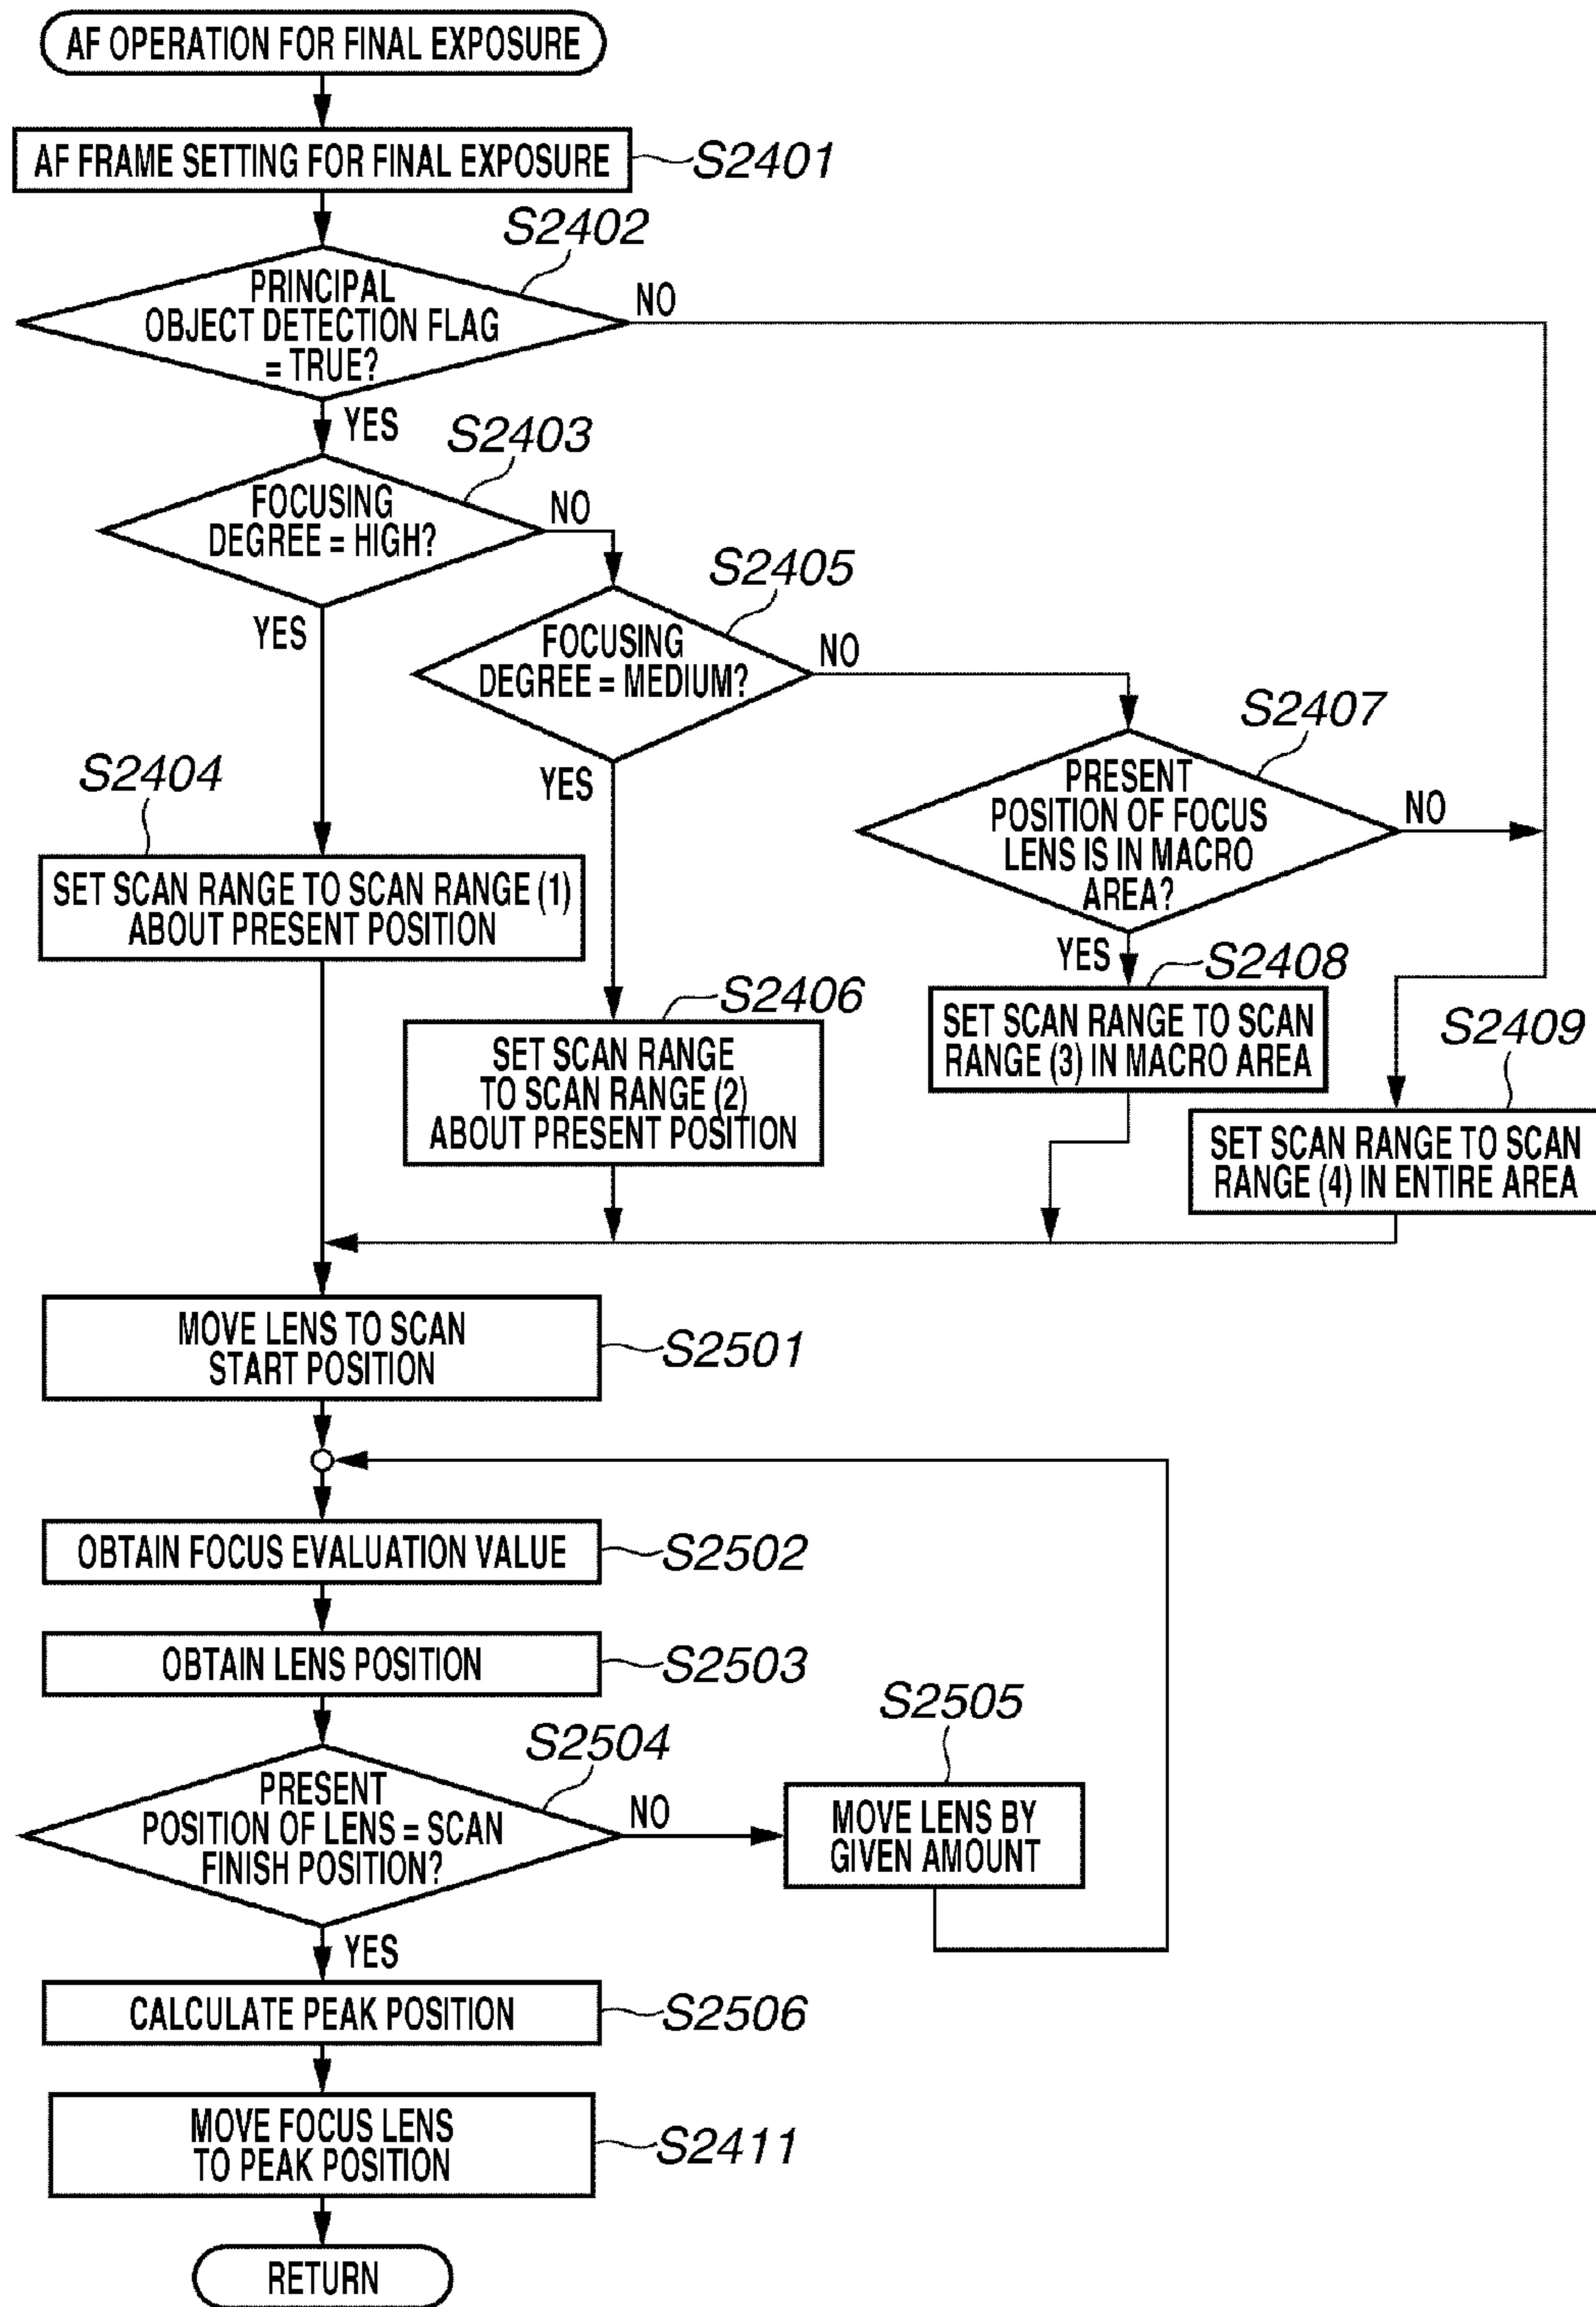 AF OPERATION FOR FINAL EXPOSURE
AF FRAME SETTING FOR FINAL EXPOSURE
S2401
S2402
PRINCIPAL
OBJECT DETECTION FLAG
= TRUE?
NO
YES
S2403
FOCUSING
DEGREE = HIGH?
NO
YES
S2405
FOCUSING
DEGREE = MEDIUM?
NO
YES
S2407
PRESENT
POSITION OF FOCUS
LENS IS IN MACRO
AREA?
NO
YES
S2404
SET SCAN RANGE TO SCAN RANGE (1)
ABOUT PRESENT POSITION
S2406
SET SCAN RANGE
TO SCAN RANGE (2)
ABOUT PRESENT POSITION
S2408
SET SCAN RANGE TO SCAN
RANGE (3) IN MACRO AREA
S2409
SET SCAN RANGE TO SCAN
RANGE (4) IN ENTIRE AREA
MOVE LENS TO SCAN
START POSITION
S2501
OBTAIN FOCUS EVALUATION VALUE
S2502
OBTAIN LENS POSITION
S2503
S2504
PRESENT
POSITION OF LENS = SCAN
FINISH POSITION?
NO
YES
S2505
MOVE LENS BY
GIVEN AMOUNT
CALCULATE PEAK POSITION
S2506
MOVE FOCUS LENS
TO PEAK POSITION
S2411
RETURN